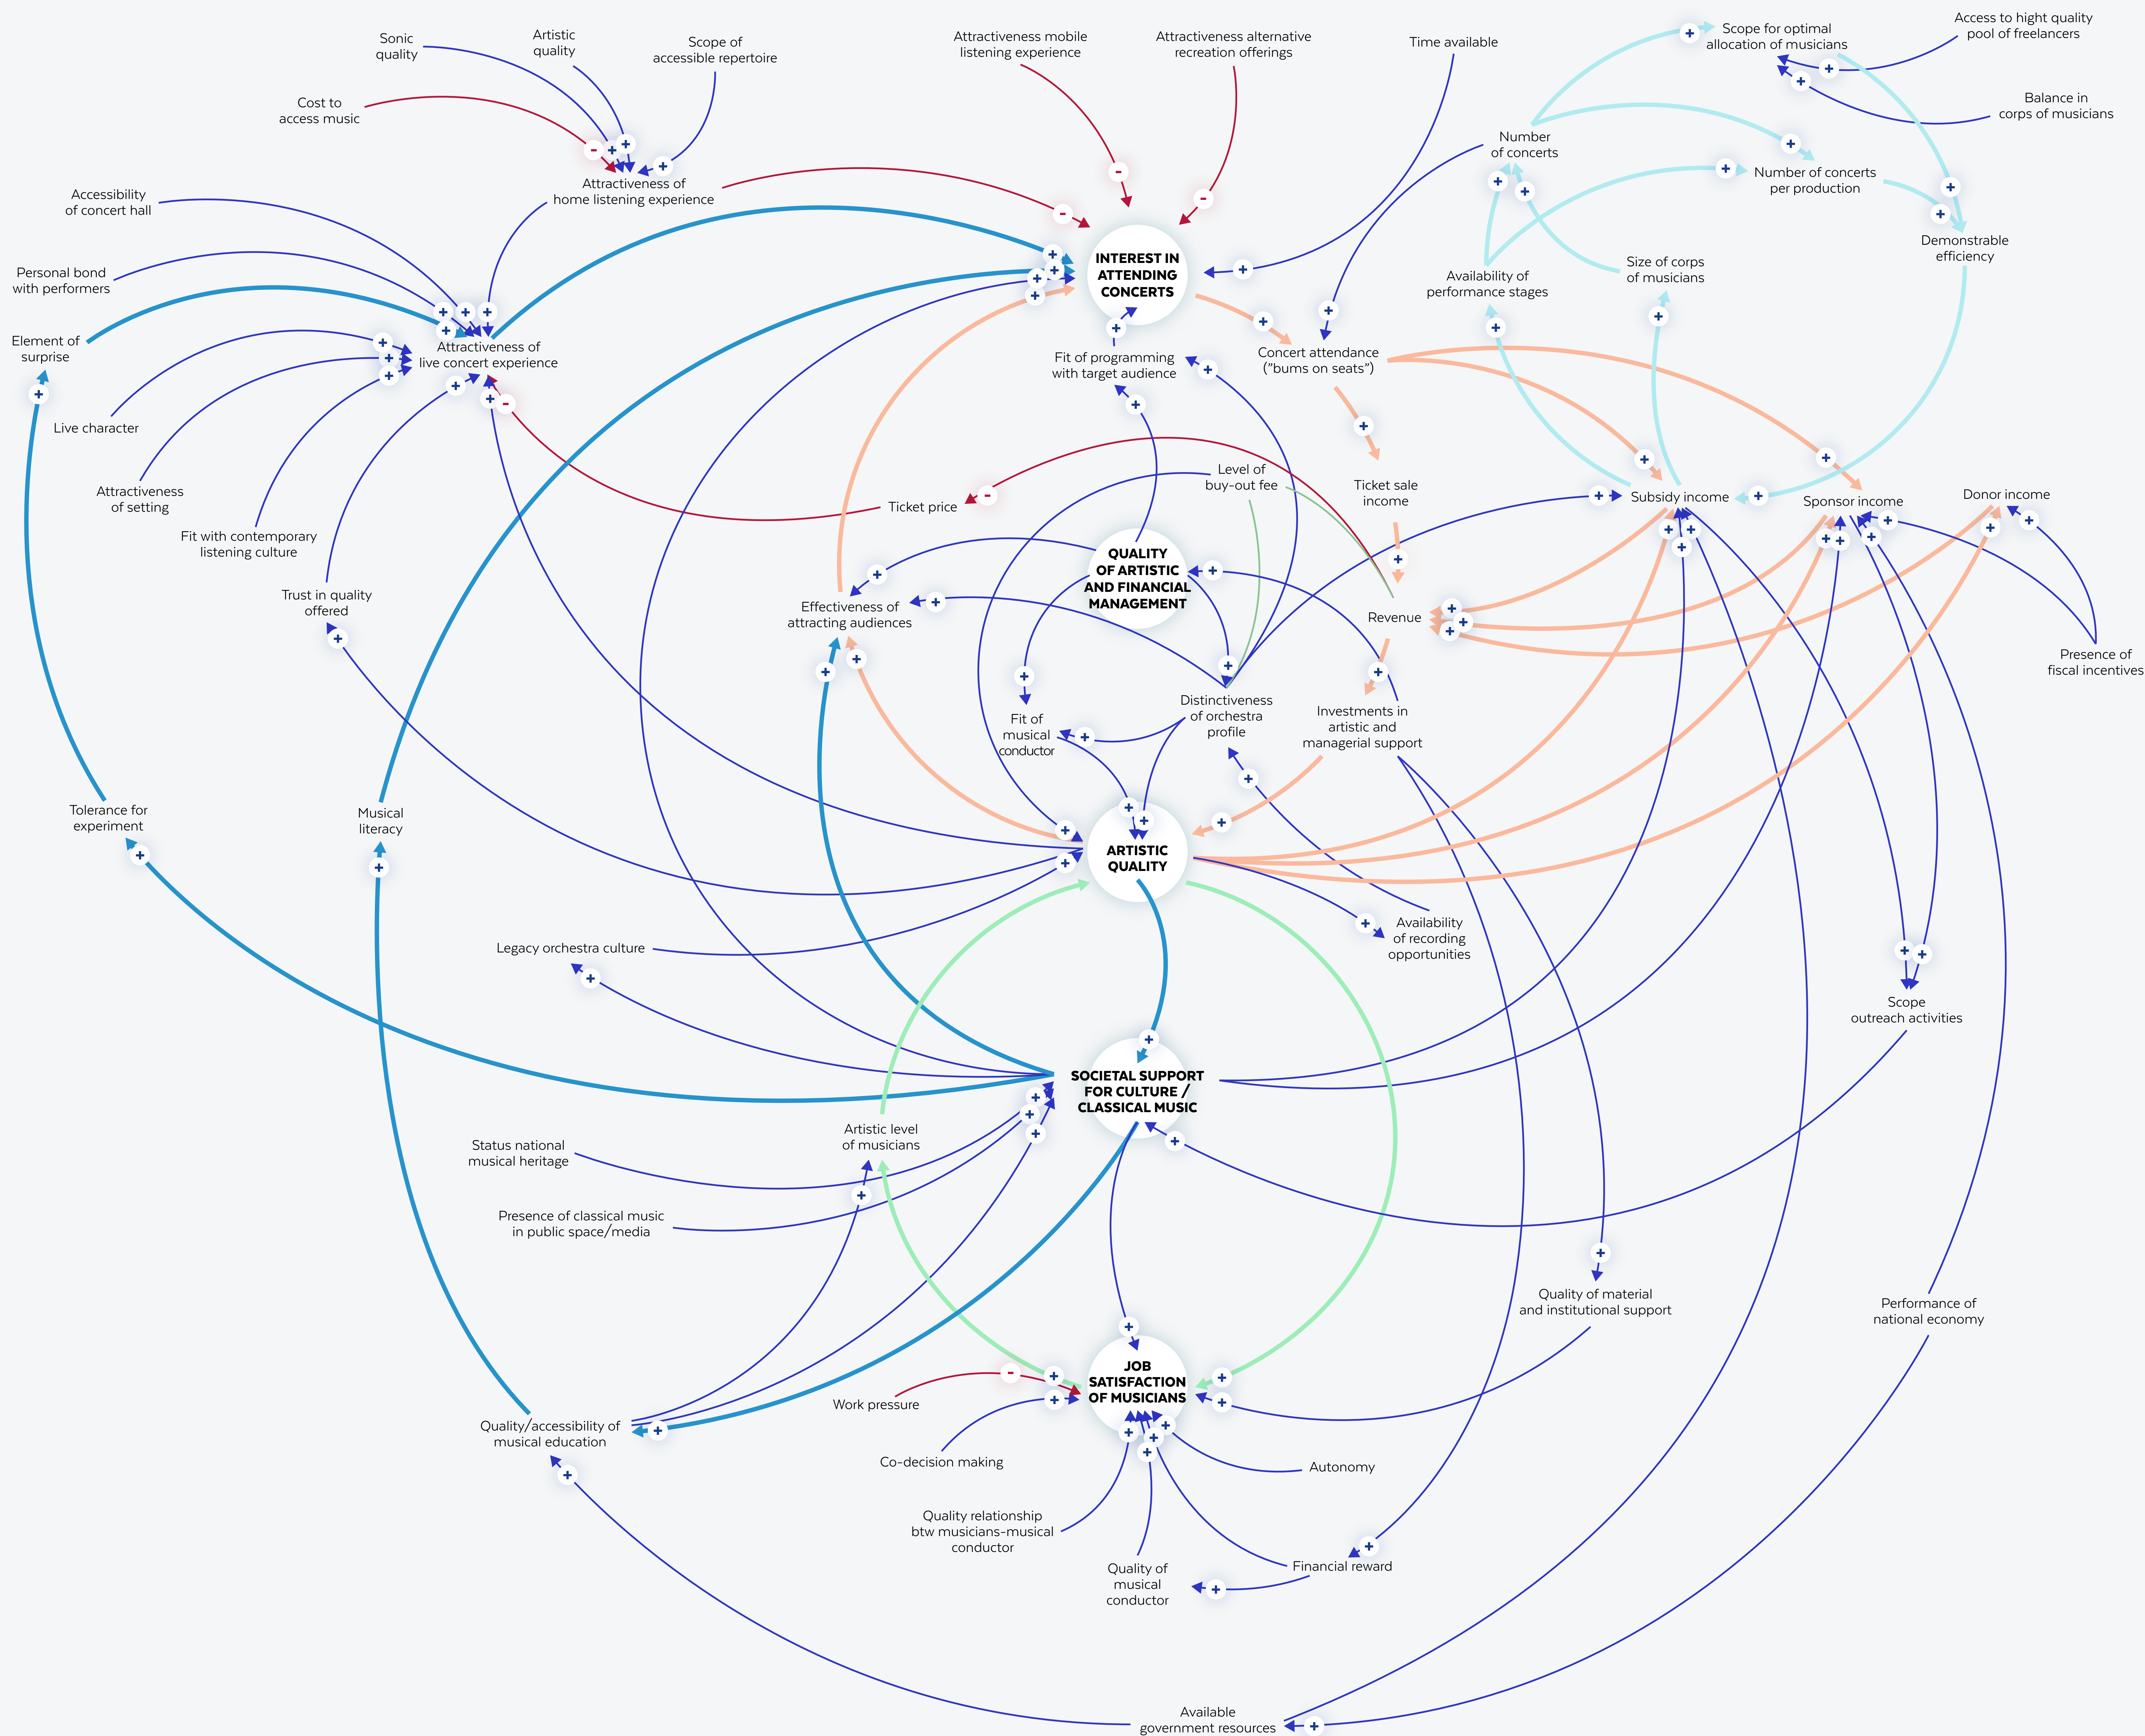 Sonic
quality
Artistic
quality
Scope of
accessible repertoire
Attractiveness mobile
listening experience
Attractiveness alternative
recreation offerings
Time available
Scope for optimal
allocation of musicians
Access to hight quality
pool of freelancers
Cost to
access music
Balance in
corps of musicians
Number
of concerts
Number of concerts
per production
Attractiveness of
home listening experience
Accessibility
of concert hall
Demonstrable
efficiency
INTEREST IN
ATTENDING
CONCERTS
Personal bond
with performers
Availability of
performance stages
Size of corps
of musicians
Element of
surprise
Attractiveness of
live concert experience
Fit of programming
with target audience
Concert attendance
("bums on seats")
Live character
Level of
buy-out fee
Attractiveness
of setting
Ticket price
Ticket sale
income
Subsidy income
Sponsor income
Donor income
Fit with contemporary
listening culture
QUALITY
OF ARTISTIC
AND FINANCIAL
MANAGEMENT
Trust in quality
offered
Effectiveness of
attracting audiences
Revenue
Presence of
fiscal incentives
Fit of
musical
conductor
Distinctiveness
of orchestra
profile
Investments in
artistic and
managerial support
Tolerance for
experiment
Musical
literacy
ARTISTIC
QUALITY
Legacy orchestra culture
Availability
of recording
opportunities
Scope
outreach activities
SOCIETAL SUPPORT
FOR CULTURE /
CLASSICAL MUSIC
Status national
musical heritage
Artistic level
of musicians
Presence of classical music
in public space/media
Quality of material
and institutional support
Performance of
national economy
JOB
SATISFACTION
OF MUSICIANS
Work pressure
Quality/accessibility of
musical education
Co-decision making
Autonomy
Quality relationship
btw musicians-musical
conductor
Quality of
musical
conductor
Financial reward
Available
government resources